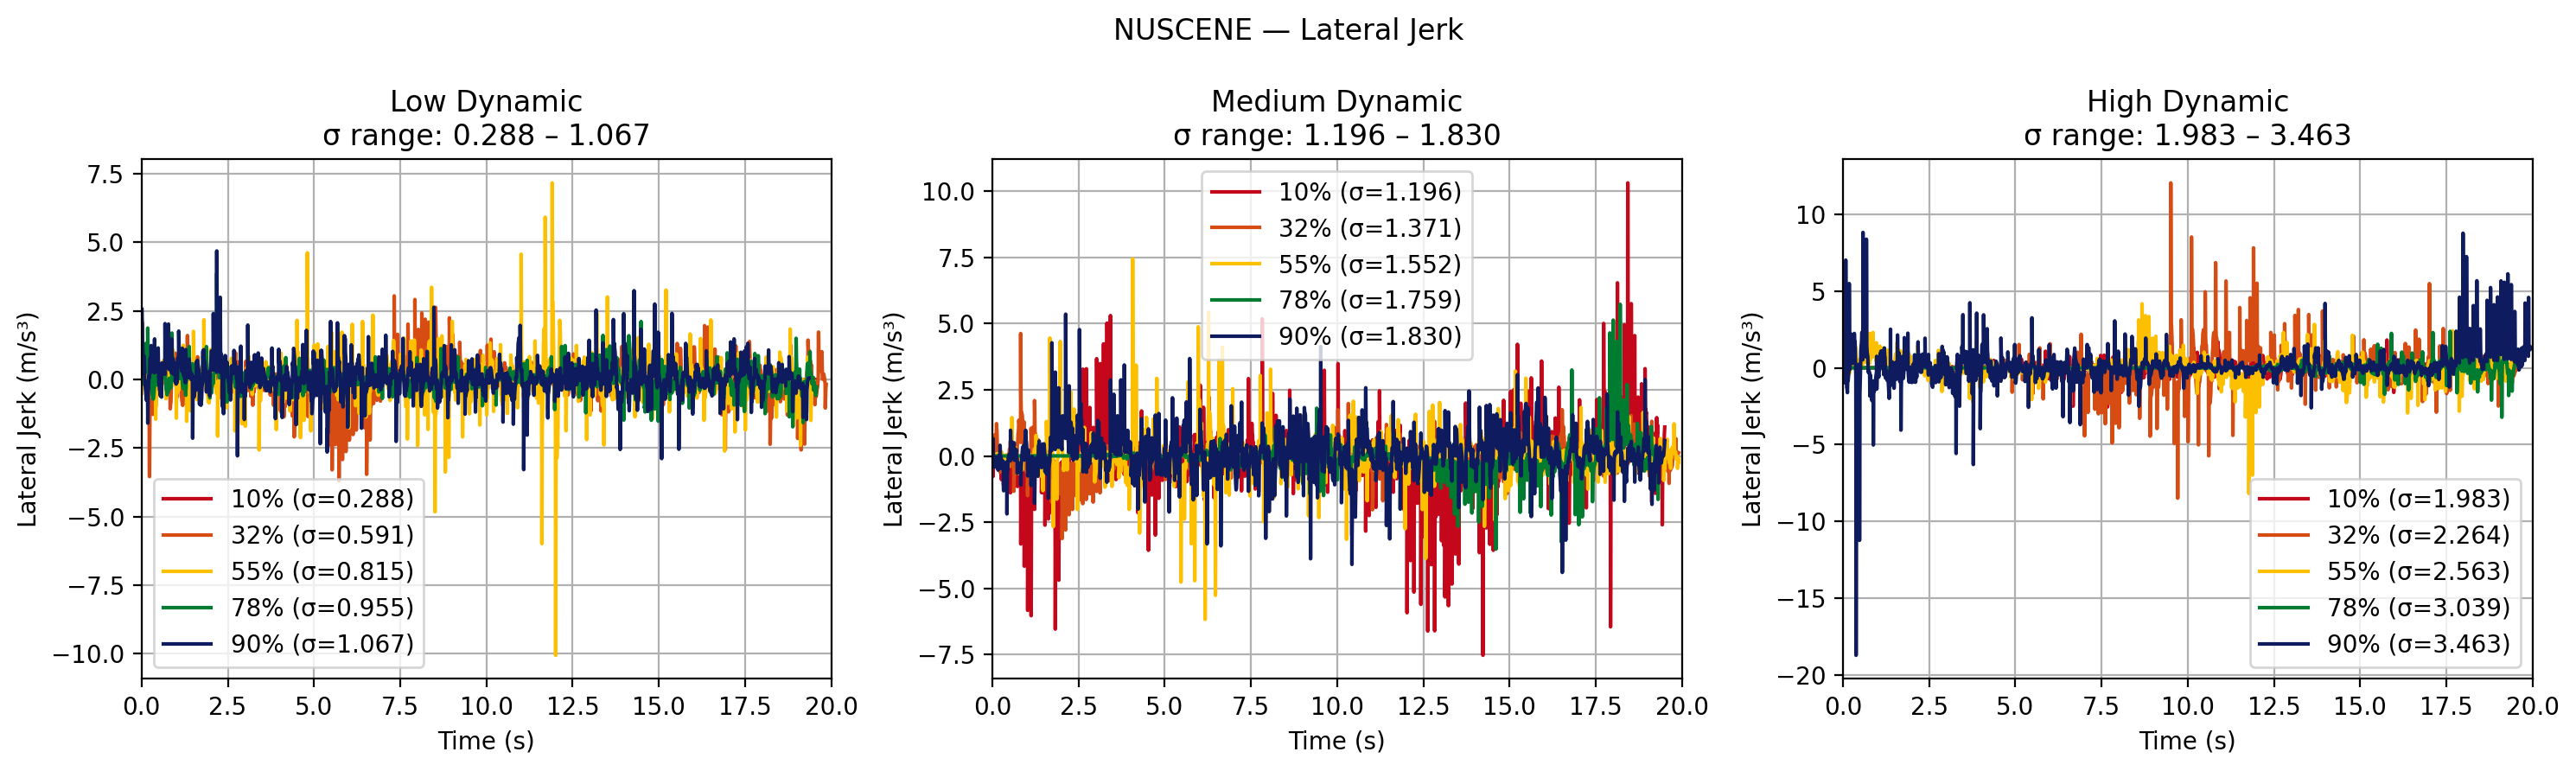 NUSCENE — Lateral Jerk
Low Dynamic
σ range: 0.288 – 1.067
Lateral Jerk (m/s³)
7.5
5.0
2.5
0.0
−2.5
−5.0
−7.5
−10.0
10% (σ=0.288)
32% (σ=0.591)
55% (σ=0.815)
78% (σ=0.955)
90% (σ=1.067)
0.0 2.5 5.0 7.5 10.0 12.5 15.0 17.5 20.0
Time (s)
Medium Dynamic
σ range: 1.196 – 1.830
Lateral Jerk (m/s³)
10.0
7.5
5.0
2.5
0.0
−2.5
−5.0
−7.5
10% (σ=1.196)
32% (σ=1.371)
55% (σ=1.552)
78% (σ=1.759)
90% (σ=1.830)
0.0 2.5 5.0 7.5 10.0 12.5 15.0 17.5 20.0
Time (s)
High Dynamic
σ range: 1.983 – 3.463
Lateral Jerk (m/s³)
10
5
0
−5
−10
−15
−20
10% (σ=1.983)
32% (σ=2.264)
55% (σ=2.563)
78% (σ=3.039)
90% (σ=3.463)
0.0 2.5 5.0 7.5 10.0 12.5 15.0 17.5 20.0
Time (s)